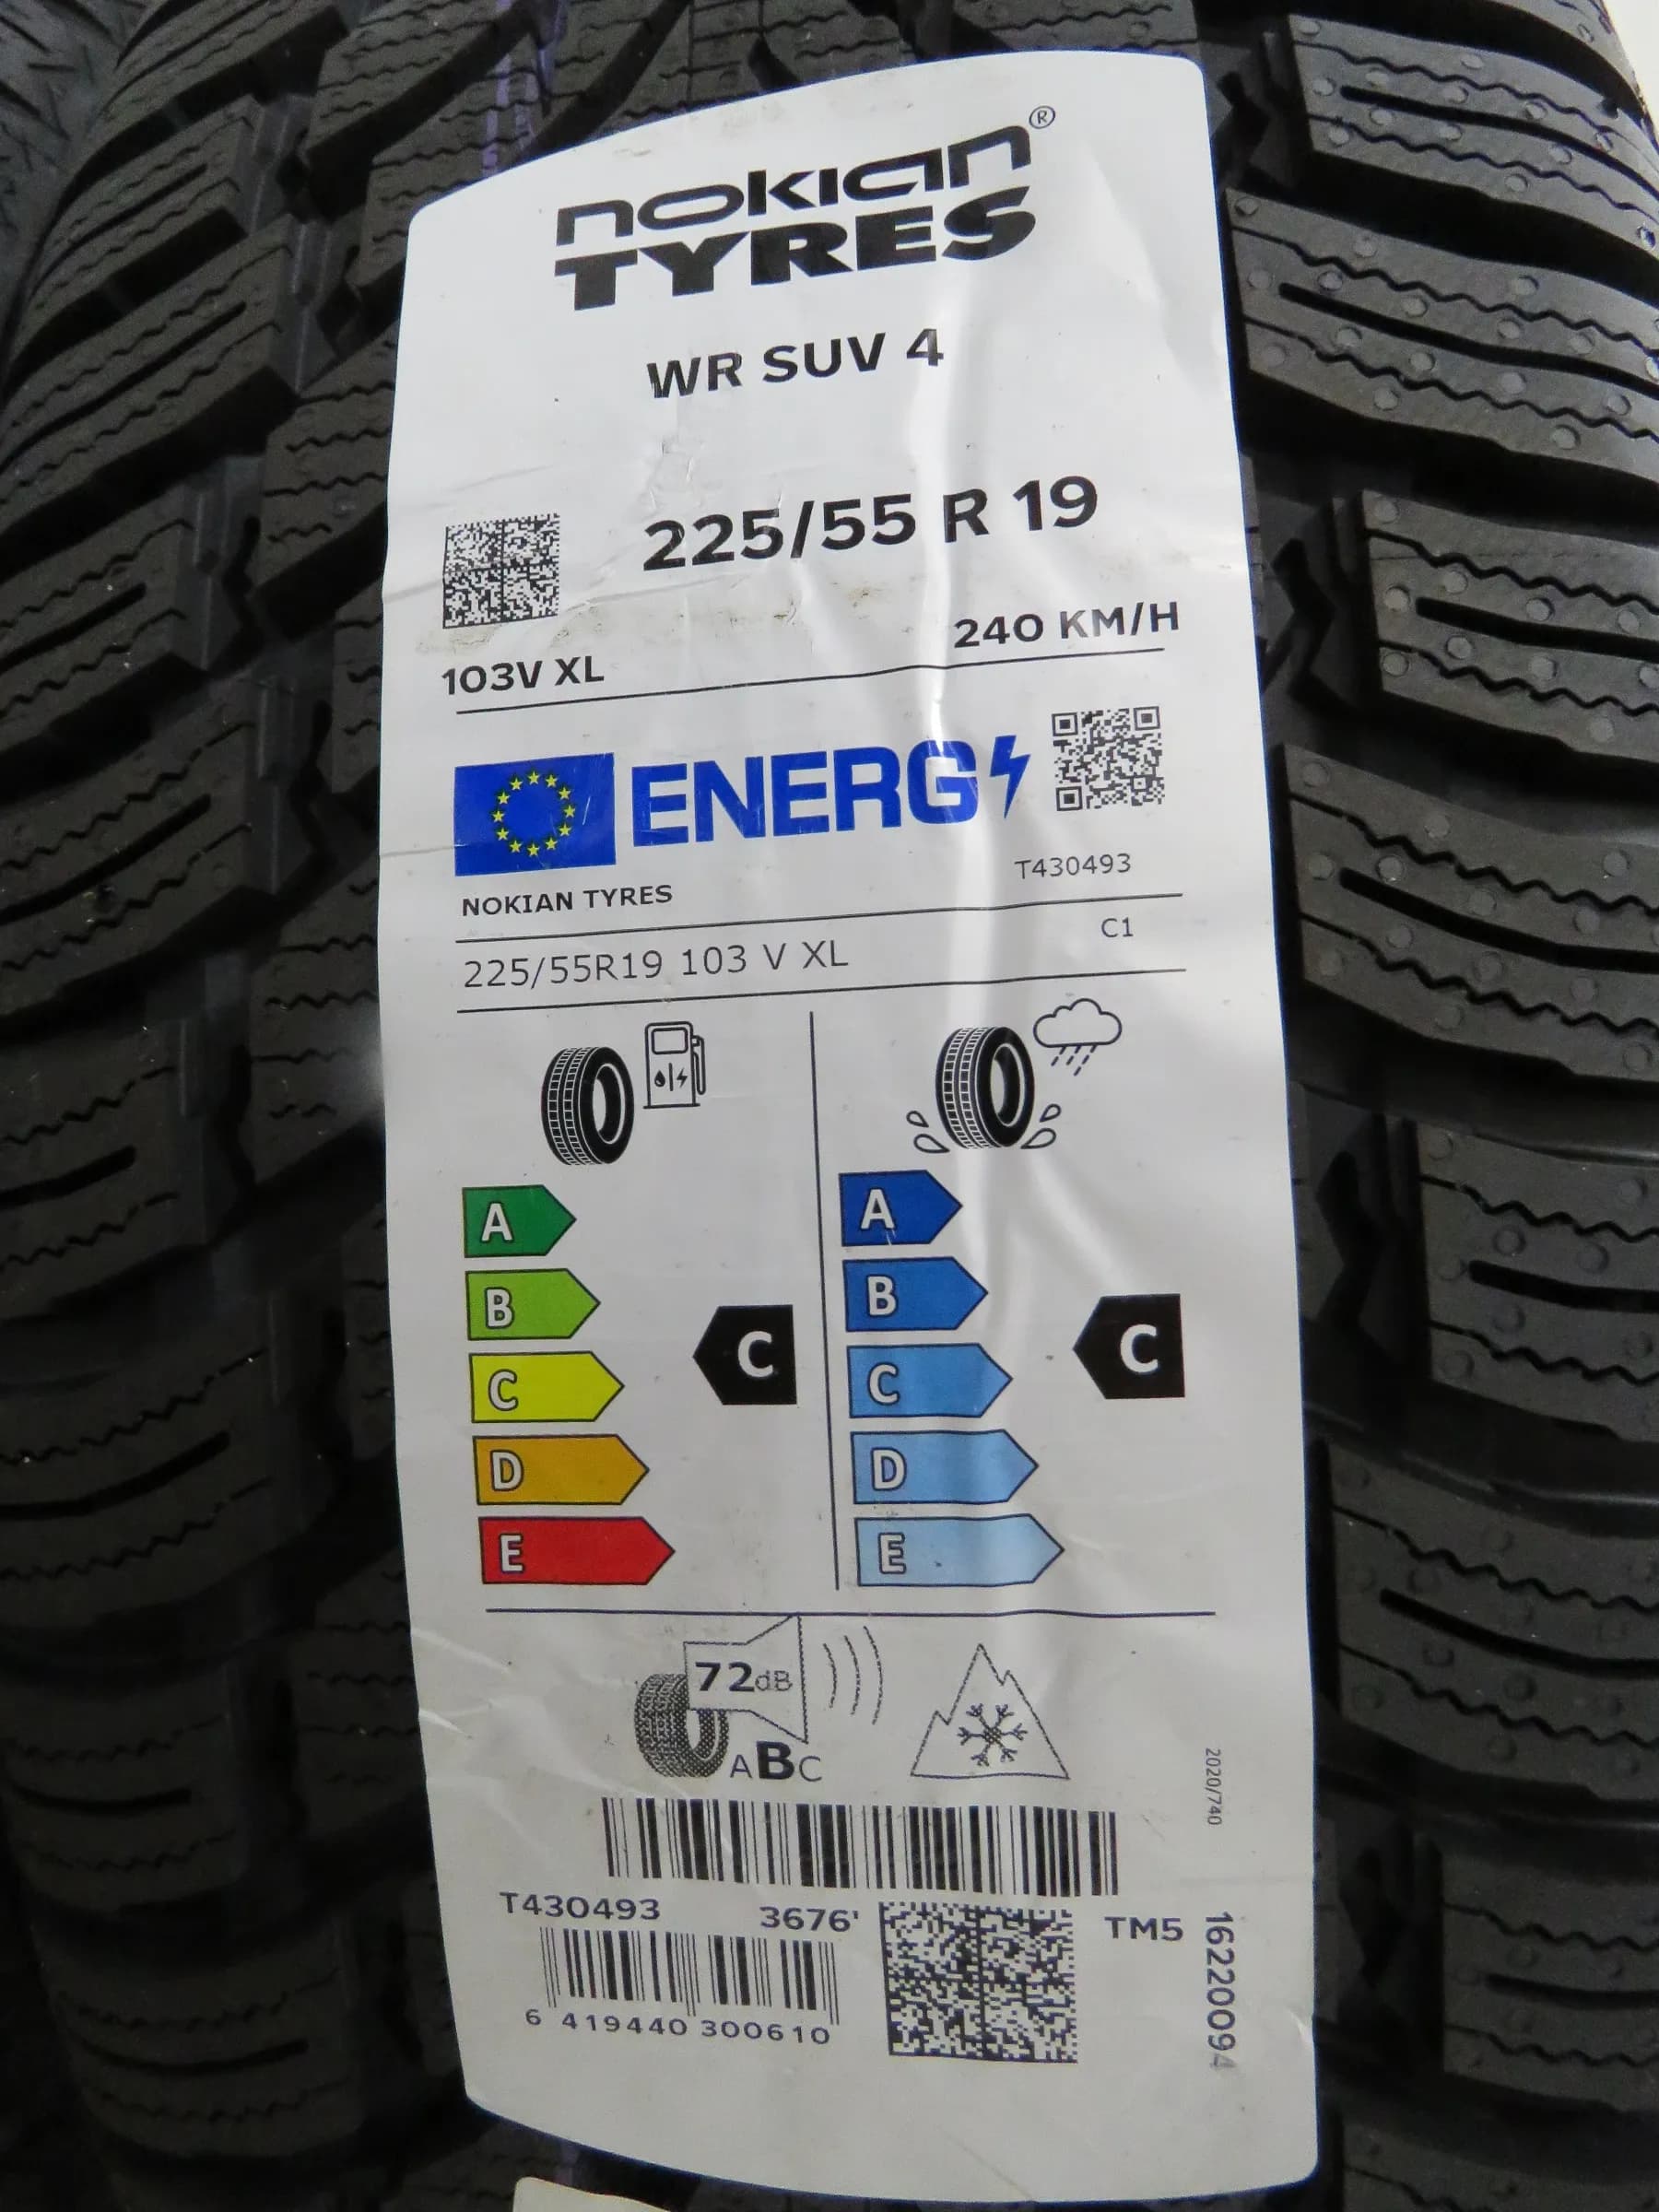 nokian®
TYRES
WR SUV 4
225/55 R 19
103V XL 240 KM/H
ENERG
T430493
NOKIAN TYRES
C1
225/55R19 103 V XL
A A
B B
C C C C
D D
E E
72dB
ABC
2020/740
T430493 3676' TM5
16220094
6 419440 300610